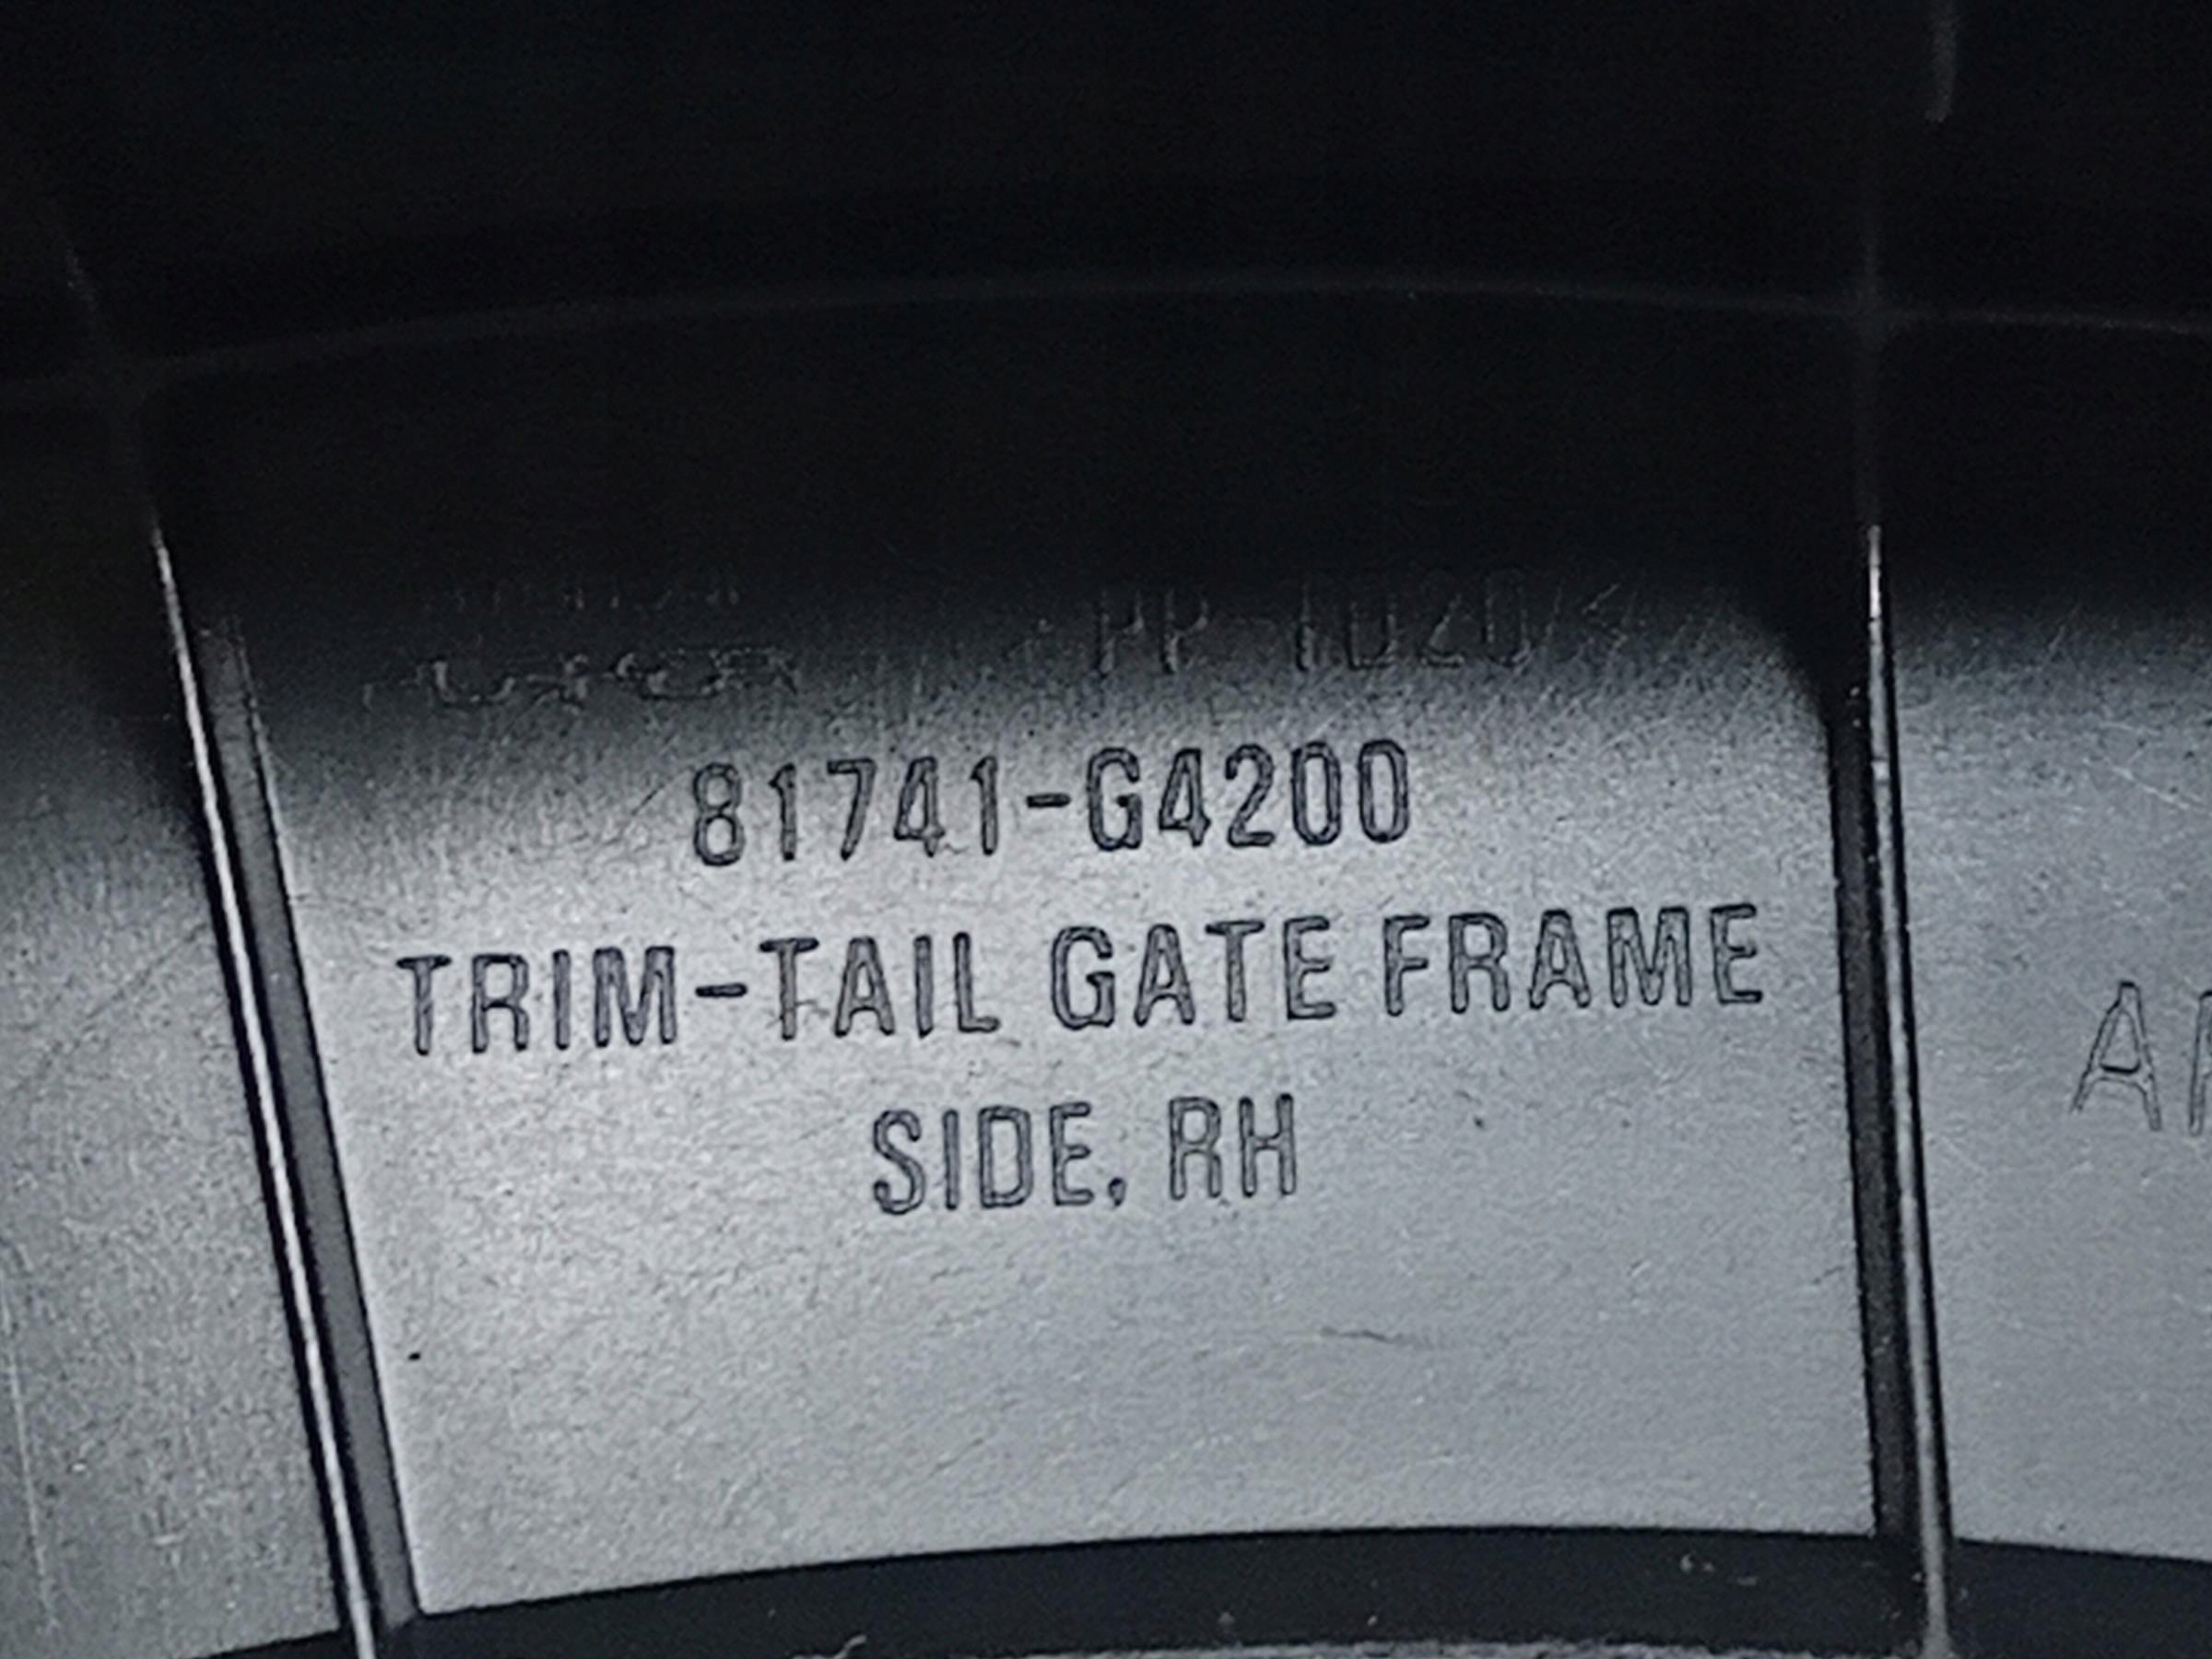 81741-G4200
TRIM-TAIL GATE FRAME
SIDE, RH